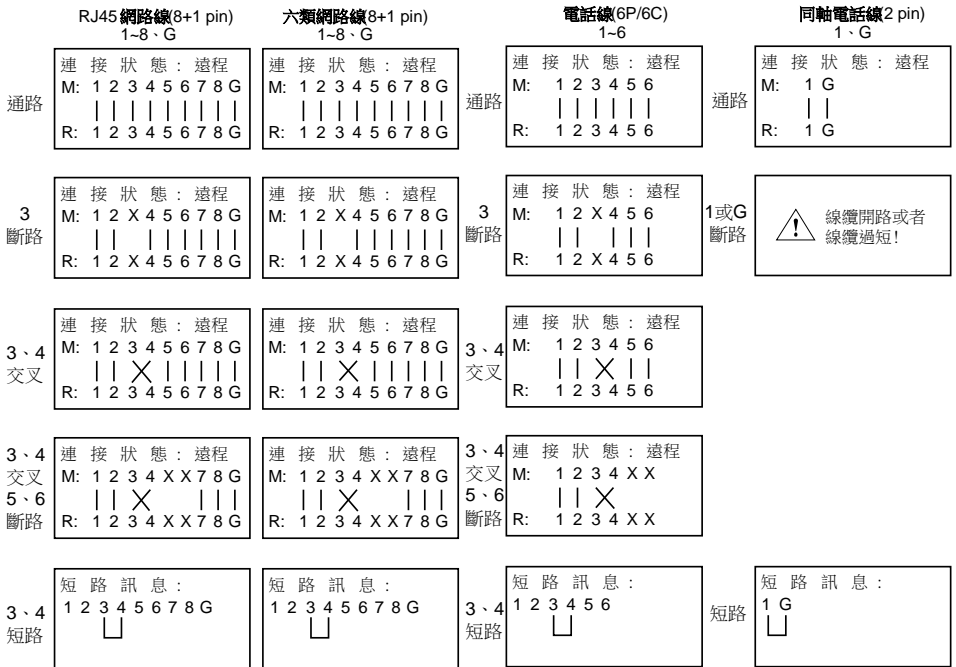 RJ45 網路線(8+1 pin)
1~8、G
六類網路線(8+1 pin)
1~8、G
電話線(6P/6C)
1~6
同軸電話線(2 pin)
1、G
通路
連接狀態:遠程
M: 1 2 3 4 5 6 7 8 G
R: 1 2 3 4 5 6 7 8 G
連接狀態:遠程
M: 1 2 3 4 5 6 7 8 G
R: 1 2 3 4 5 6 7 8 G
通路
連接狀態:遠程
M: 1 2 3 4 5 6
R: 1 2 3 4 5 6
通路
連接狀態:遠程
M: 1 G
R: 1 G
3
斷路
連接狀態:遠程
M: 1 2 X 4 5 6 7 8 G
R: 1 2 X 4 5 6 7 8 G
連接狀態:遠程
M: 1 2 X 4 5 6 7 8 G
R: 1 2 X 4 5 6 7 8 G
3
斷路
連接狀態:遠程
M: 1 2 X 4 5 6
R: 1 2 X 4 5 6
1或G
斷路
線纜開路或者
線纜過短!
3、4
交叉
連接狀態:遠程
M: 1 2 3 4 5 6 7 8 G
R: 1 2 3 4 5 6 7 8 G
連接狀態:遠程
M: 1 2 3 4 5 6 7 8 G
R: 1 2 3 4 5 6 7 8 G
3、4
交叉
連接狀態:遠程
M: 1 2 3 4 5 6
R: 1 2 3 4 5 6
3、4
交叉
5、6
斷路
連接狀態:遠程
M: 1 2 3 4 X X 7 8 G
R: 1 2 3 4 X X 7 8 G
連接狀態:遠程
M: 1 2 3 4 X X 7 8 G
R: 1 2 3 4 X X 7 8 G
3、4
交叉
5、6
斷路
連接狀態:遠程
M: 1 2 3 4 X X
R: 1 2 3 4 X X
3、4
短路
短路訊息:
1 2 3 4 5 6 7 8 G
短路訊息:
1 2 3 4 5 6 7 8 G
3、4
短路
短路訊息:
1 2 3 4 5 6
短路
短路訊息:
1 G